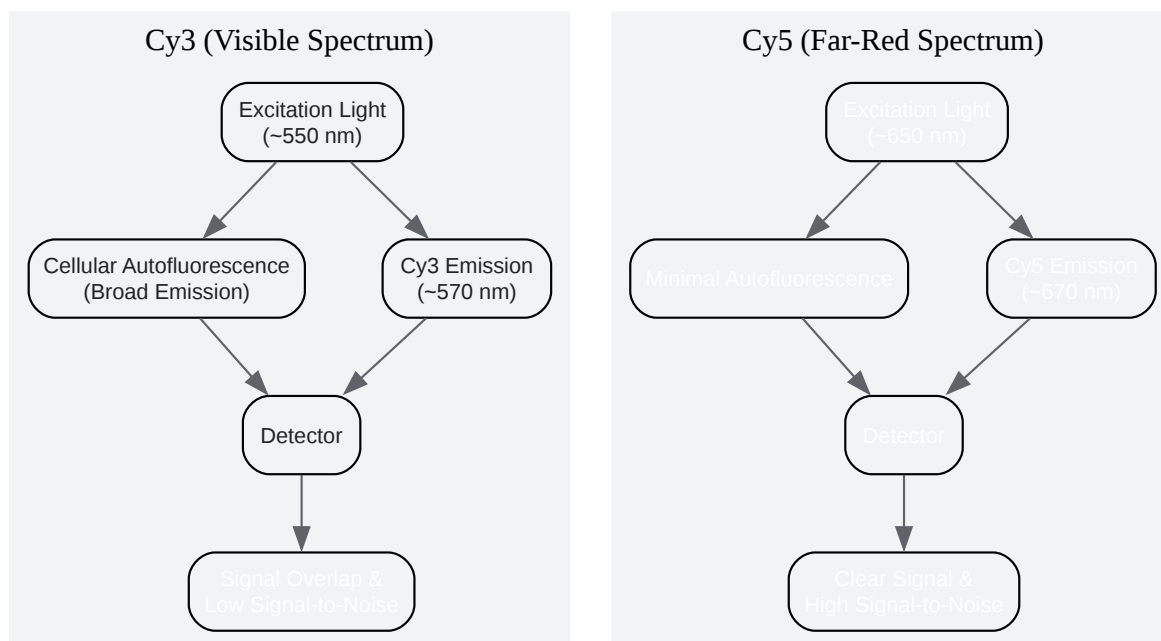 Cy3 (Visible Spectrum)
Excitation Light
(~550 nm)
Cellular Autofluorescence
(Broad Emission)
Cy3 Emission
(~570 nm)
Detector
Signal Overlap &
Low Signal-to-Noise
Cy5 (Far-Red Spectrum)
Excitation Light
(~650 nm)
Minimal Autofluorescence
Cy5 Emission
(~670 nm)
Detector
Clear Signal &
High Signal-to-Noise